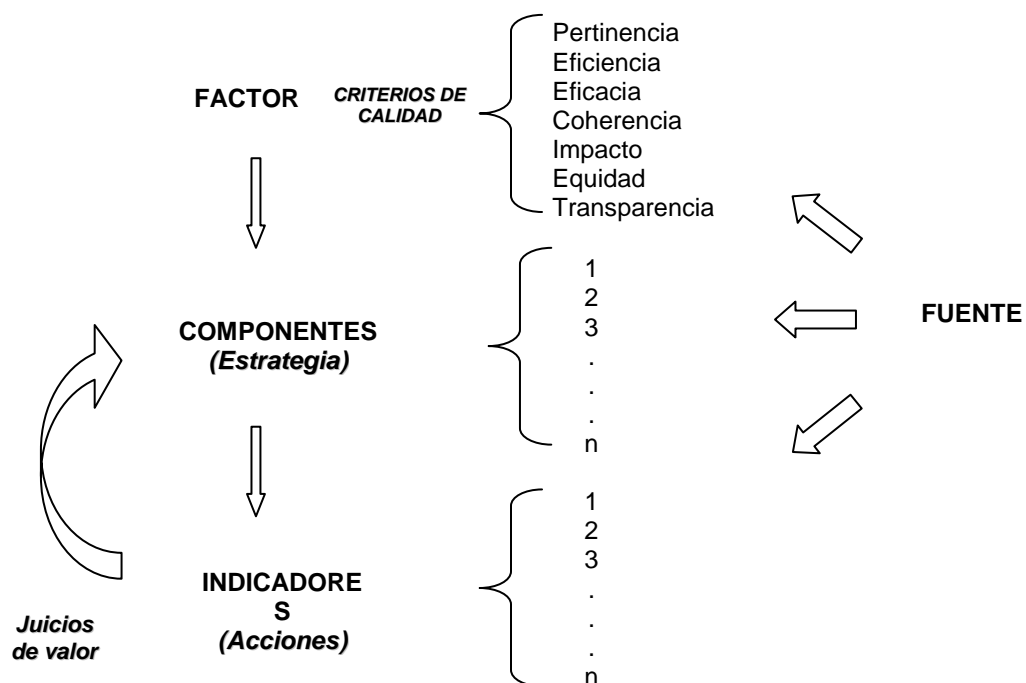 FACTOR
CRITERIOS DE
CALIDAD
Pertinencia
Eficiencia
Eficacia
Coherencia
Impacto
Equidad
Transparencia
COMPONENTES
(Estrategia)
1
2
3
.
.
.
n
FUENTE
INDICADORE
S
(Acciones)
1
2
3
.
.
.
n
Juicios
de valor